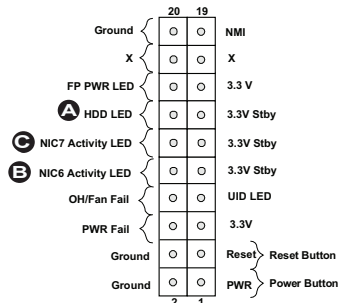 20 19
Ground NMI
X X
FP PWR LED 3.3 V
A HDD LED 3.3V Stby
C NIC7 Activity LED 3.3V Stby
B NIC6 Activity LED 3.3V Stby
OH/Fan Fail UID LED
PWR Fail 3.3V
Ground Reset Reset Button
Ground PWR Power Button
2 1